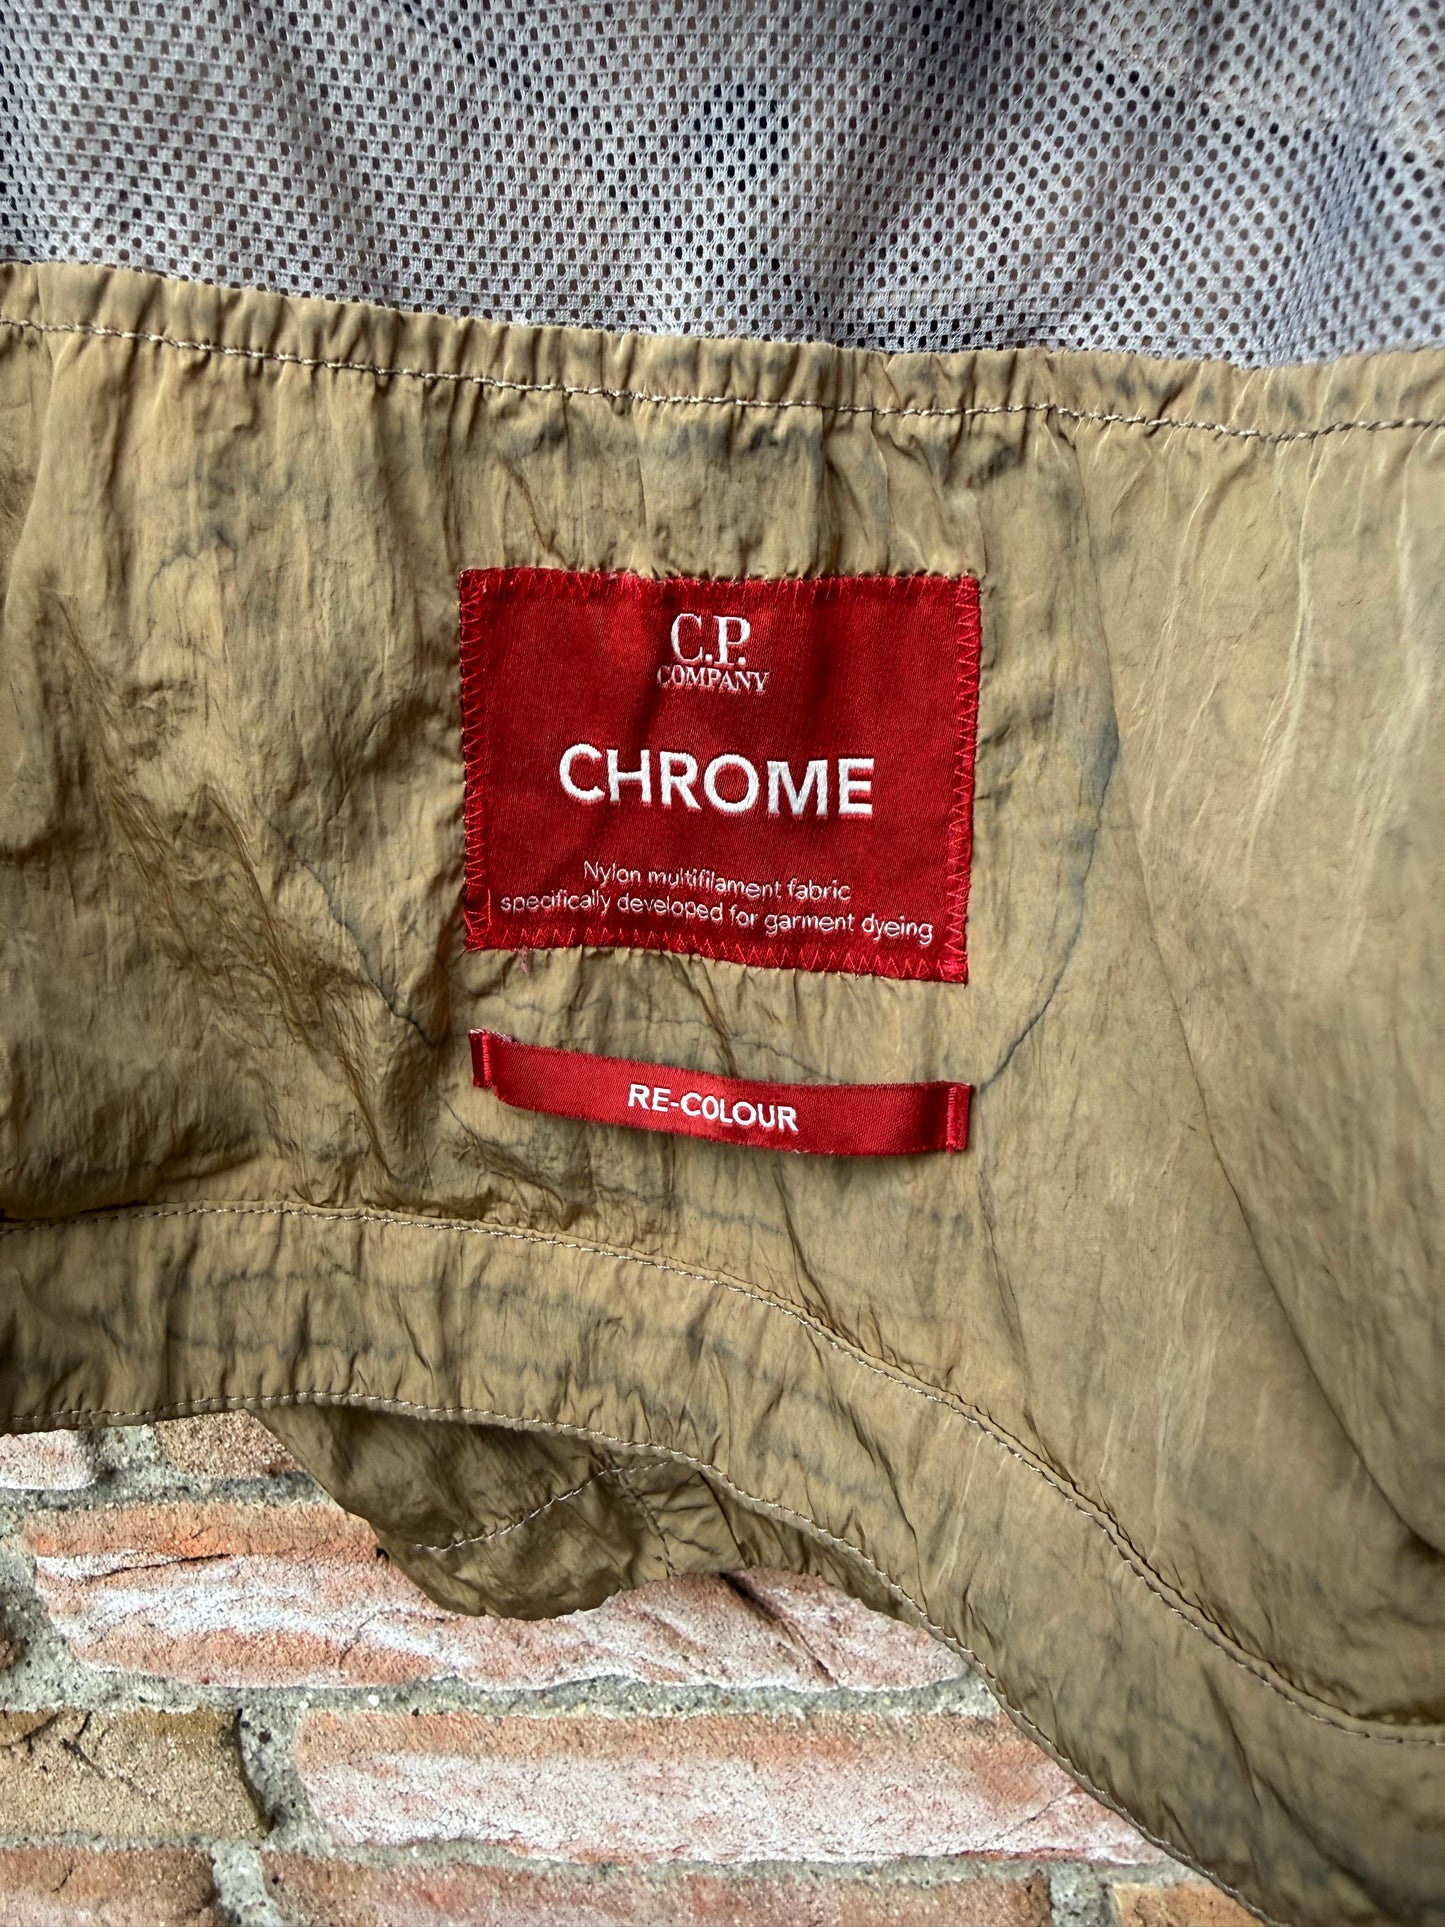 C.P.
COMPANY
CHROME
Nylon multifilament fabric
specifically developed for garment dyeing
RE-COLOUR